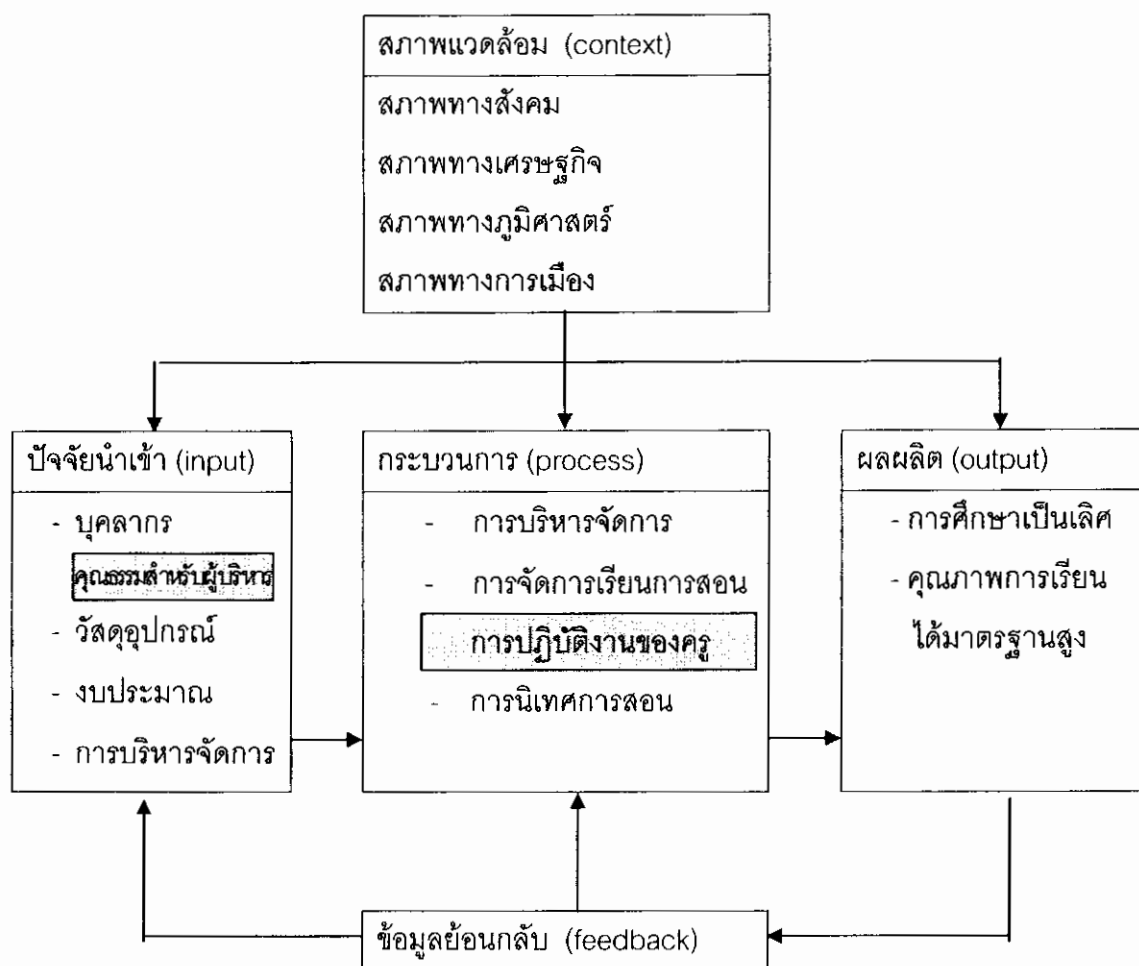 สภาพแวดล้อม (context)
สภาพทางสังคม
สภาพทางเศรษฐกิจ
สภาพทางภูมิศาสตร์
สภาพทางการเมือง
ปัจจัยนำเข้า (input)
- บุคลากร
คุณธรรมสำหรับผู้บริหาร
- วัสดุอุปกรณ์
- งบประมาณ
- การบริหารจัดการ
กระบวนการ (process)
- การบริหารจัดการ
- การจัดการเรียนการสอน
การปฏิบัติงานของครู
- การนิเทศการสอน
ผลผลิต (output)
- การศึกษาเป็นเลิศ
- คุณภาพการเรียน
ได้มาตรฐานสูง
ข้อมูลย้อนกลับ (feedback)